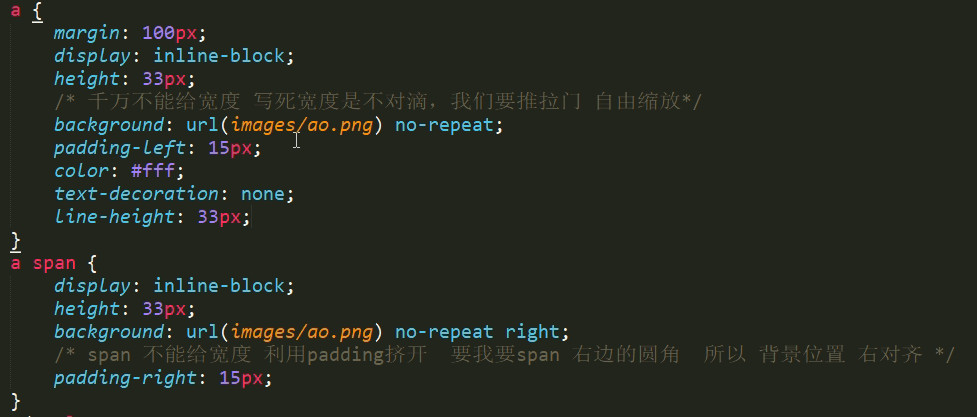 a {
margin: 100px;
display: inline-block;
height: 33px;
/* 千万不能给宽度 写死宽度是不对滴，我们要推拉门 自由缩放*/
background: url(images/ao.png) no-repeat;
padding-left: 15px;
color: #fff;
text-decoration: none;
line-height: 33px;
}
a span {
display: inline-block;
height: 33px;
background: url(images/ao.png) no-repeat right;
/* span 不能给宽度 利用padding挤开 要我要span 右边的圆角 所以 背景位置 右对齐 */
padding-right: 15px;
}